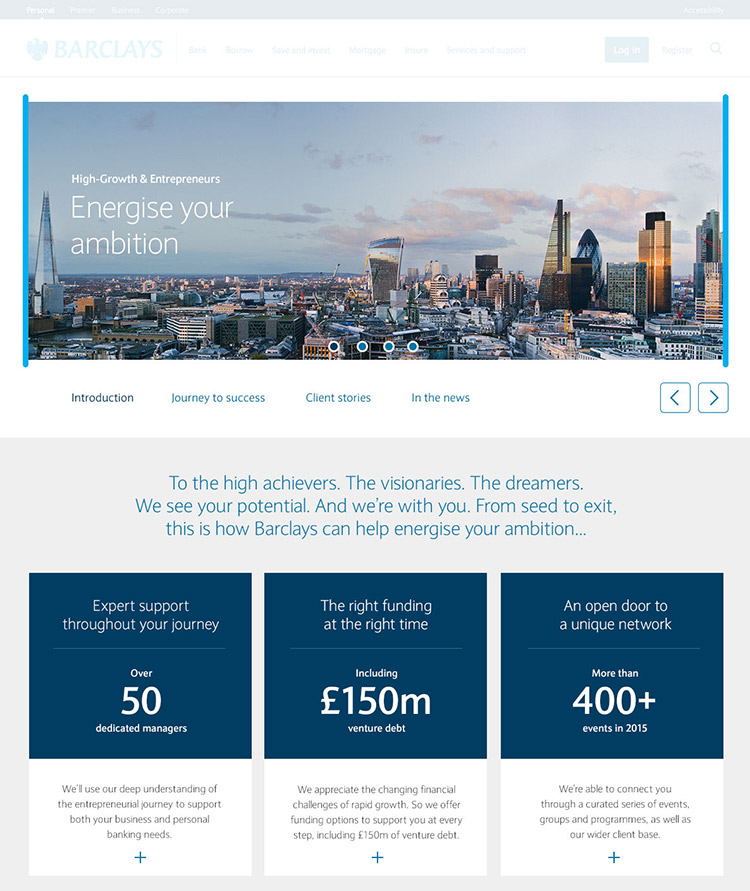 Personal Premier Business Corporate Accessibility
BARCLAYS Bank Borrow Save and invest Mortgage Insure Services and support Log in Register
High-Growth & Entrepreneurs
Energise your
ambition
Introduction Journey to success Client stories In the news
To the high achievers. The visionaries. The dreamers.
We see your potential. And we're with you. From seed to exit,
this is how Barclays can help energise your ambition...
Expert support
throughout your journey
Over
50
dedicated managers
We'll use our deep understanding of
the entrepreneurial journey to support
both your business and personal
banking needs.
+
The right funding
at the right time
Including
£150m
venture debt
We appreciate the changing financial
challenges of rapid growth. So we offer
funding options to support you at every
step, including £150m of venture debt.
+
An open door to
a unique network
More than
400+
events in 2015
We're able to connect you
through a curated series of events,
groups and programmes, as well as
our wider client base.
+